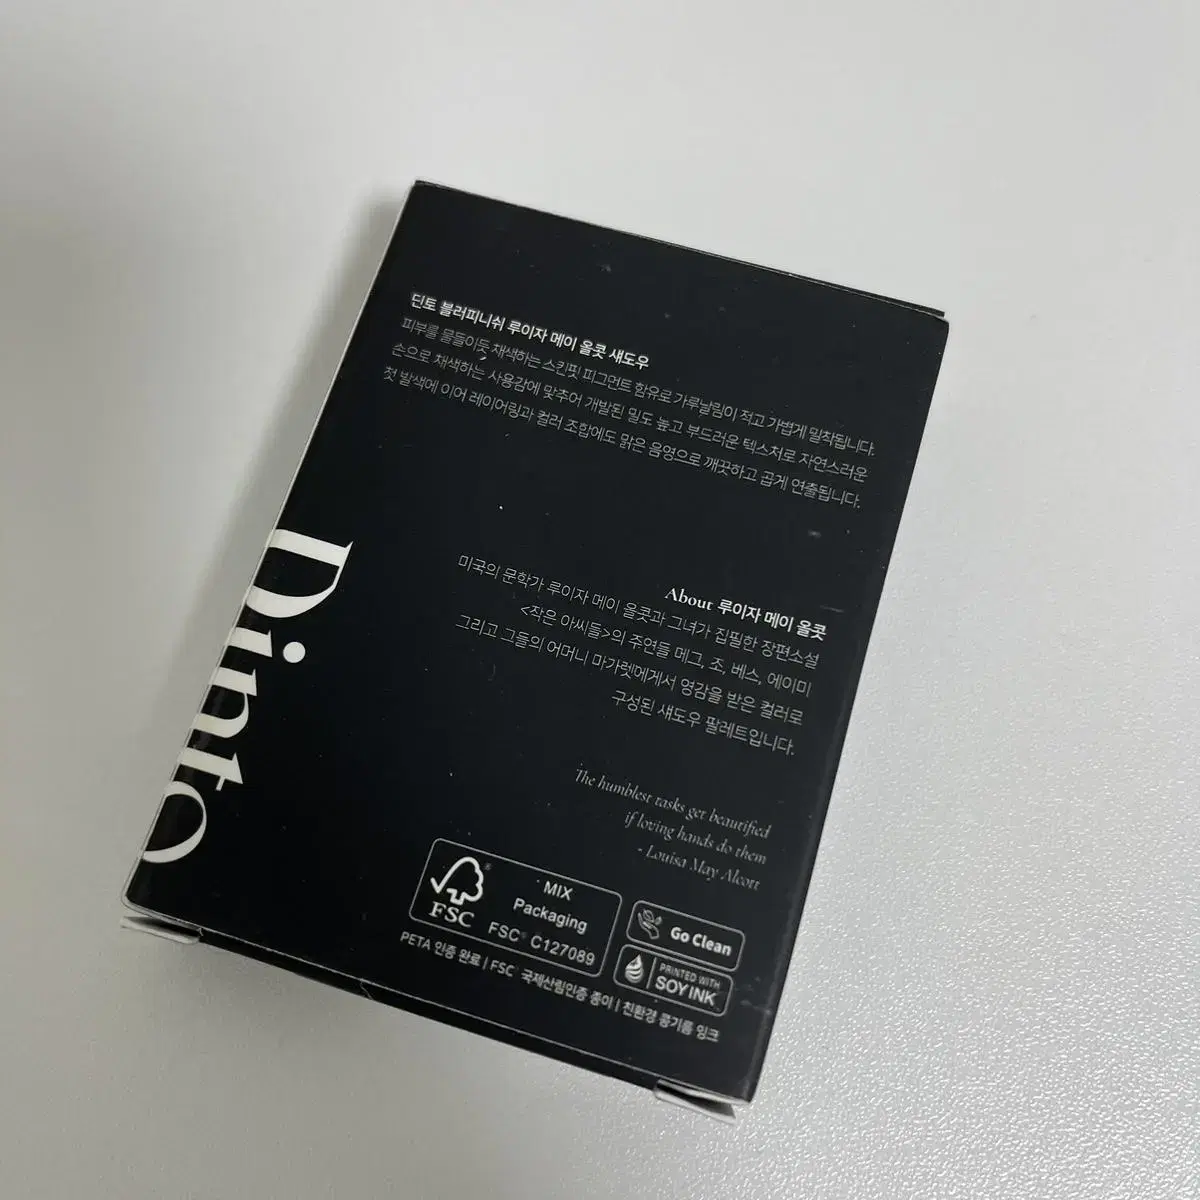 딘토 블러피니쉬 루이자 메이 올콧 섀도우
피부를 물들이듯 채색하는 스킨핏 피그먼트 함유로 가루날림이 적고 가볍게 밀착됩니다.
손으로 채색하는 사용감에 맞추어 개발된 밀도 높고 부드러운 텍스처로 자연스러운
첫 발색에 이어 레이어링과 컬러 조합에도 맑은 음영으로 깨끗하고 곱게 연출됩니다.
Dinto
About 루이자 메이 올콧
미국의 문학가 루이자 메이 올콧과 그녀가 집필한 장편소설
<작은 아씨들>의 주연들 메그, 조, 베스, 에이미
그리고 그들의 어머니 마가렛에게서 영감을 받은 컬러로
구성된 섀도우 팔레트입니다.
The humblest tasks get beautified
if loving hands do them
- Louisa May Alcott
FSC®
MIX
Packaging
FSC® C127089
Go Clean
PRINTED WITH
SOY INK
PETA 인증 완료 | FSC® 국제산림인증 종이 | 친환경 콩기름 잉크